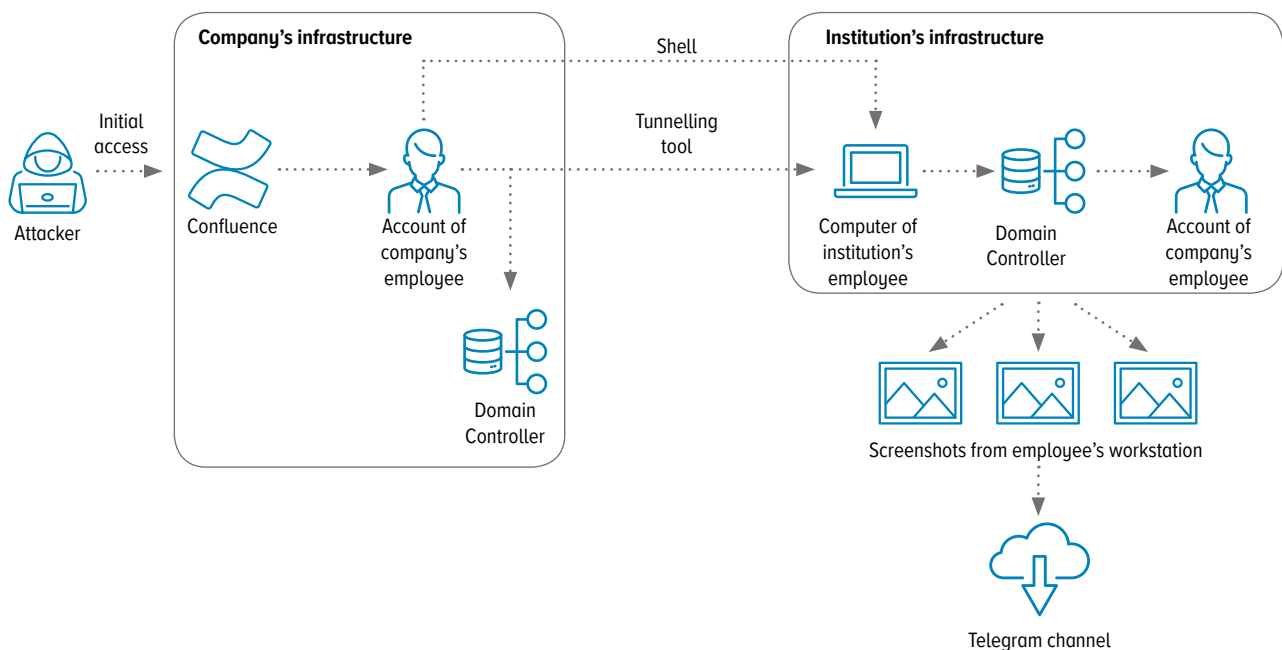 Company's infrastructure
Institution's infrastructure
Shell
Initial
access
Tunnelling
tool
Attacker
Confluence
Account of
company's
employee
Computer of
institution's
employee
Domain
Controller
Account of
company's
employee
Domain
Controller
Screenshots from employee's workstation
Telegram channel